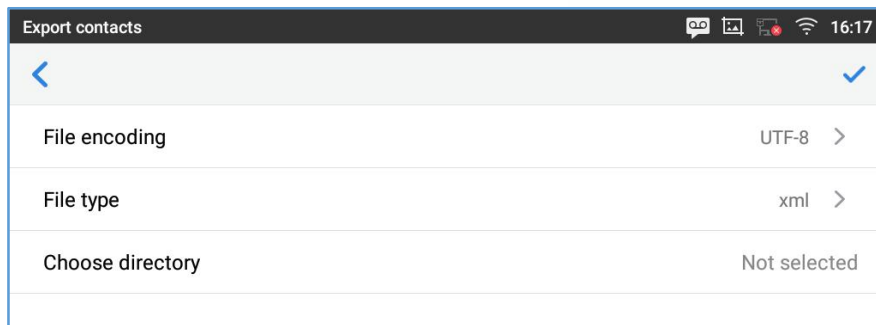 Export contacts 16:17
File encoding UTF-8
File type xml
Choose directory Not selected